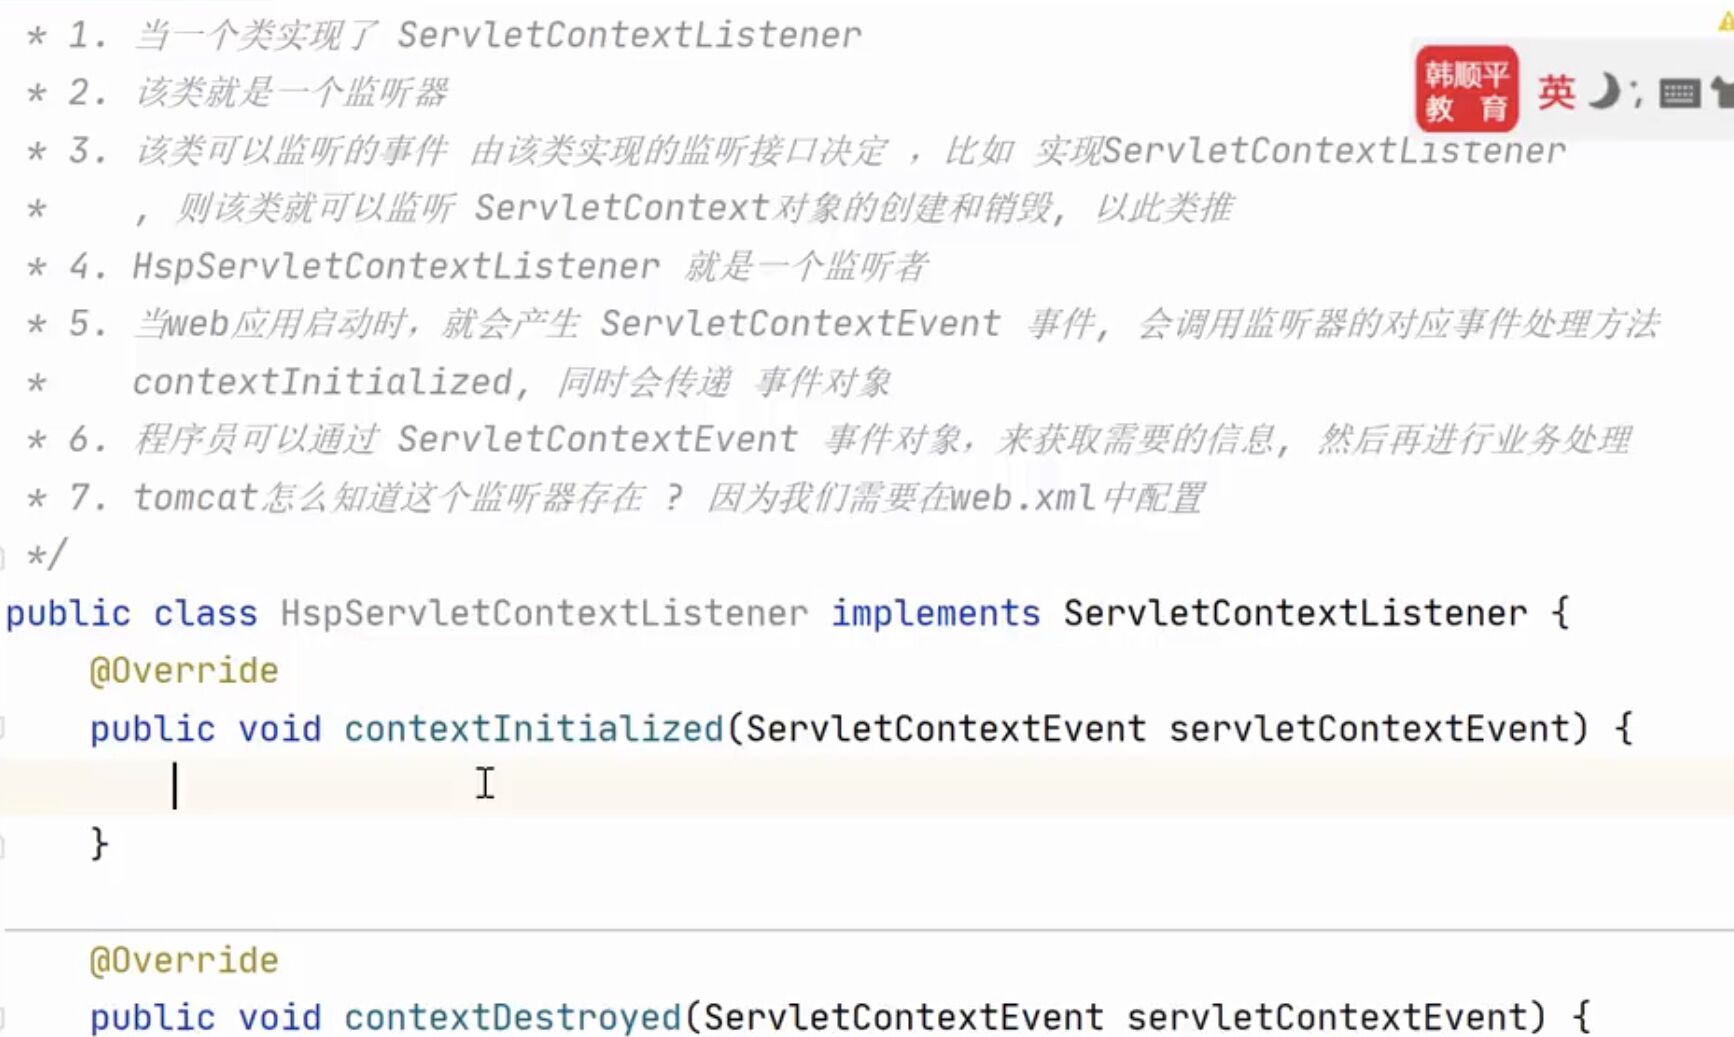 * 1. 当一个类实现了 ServletContextListener
* 2. 该类就是一个监听器
* 3. 该类可以监听的事件 由该类实现的监听接口决定 ，比如 实现ServletContextListener
*    , 则该类就可以监听 ServletContext对象的创建和销毁, 以此类推
* 4. HspServletContextListener 就是一个监听者
* 5. 当web应用启动时，就会产生 ServletContextEvent 事件, 会调用监听器的对应事件处理方法
*    contextInitialized, 同时会传递 事件对象
* 6. 程序员可以通过 ServletContextEvent 事件对象，来获取需要的信息, 然后再进行业务处理
* 7. tomcat怎么知道这个监听器存在 ? 因为我们需要在web.xml中配置
*/
public class HspServletContextListener implements ServletContextListener {
@Override
public void contextInitialized(ServletContextEvent servletContextEvent) {
}
@Override
public void contextDestroyed(ServletContextEvent servletContextEvent) {
韩顺平
教 育
英